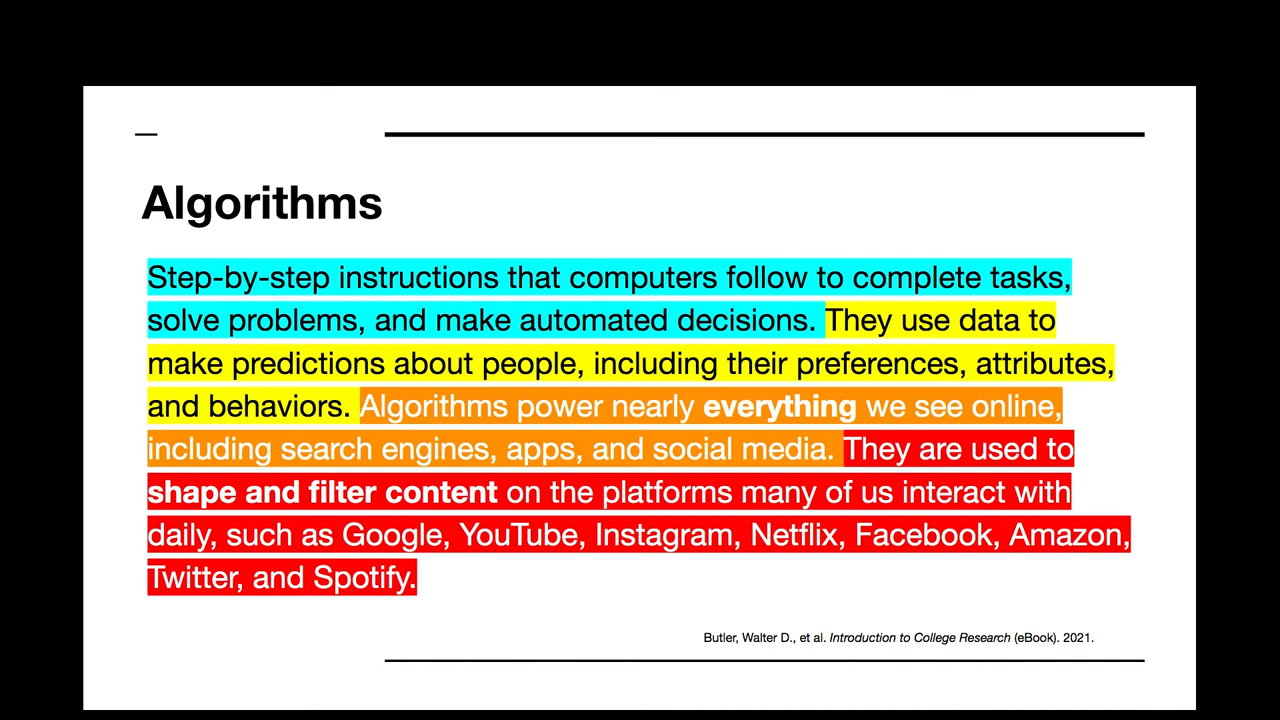 Algorithms
Step-by-step instructions that computers follow to complete tasks,
solve problems, and make automated decisions. They use data to
make predictions about people, including their preferences, attributes,
and behaviors. Algorithms power nearly everything we see online,
including search engines, apps, and social media. They are used to
shape and filter content on the platforms many of us interact with
daily, such as Google, YouTube, Instagram, Netflix, Facebook, Amazon,
Twitter, and Spotify.
Butler, Walter D., et al. Introduction to College Research (eBook). 2021.